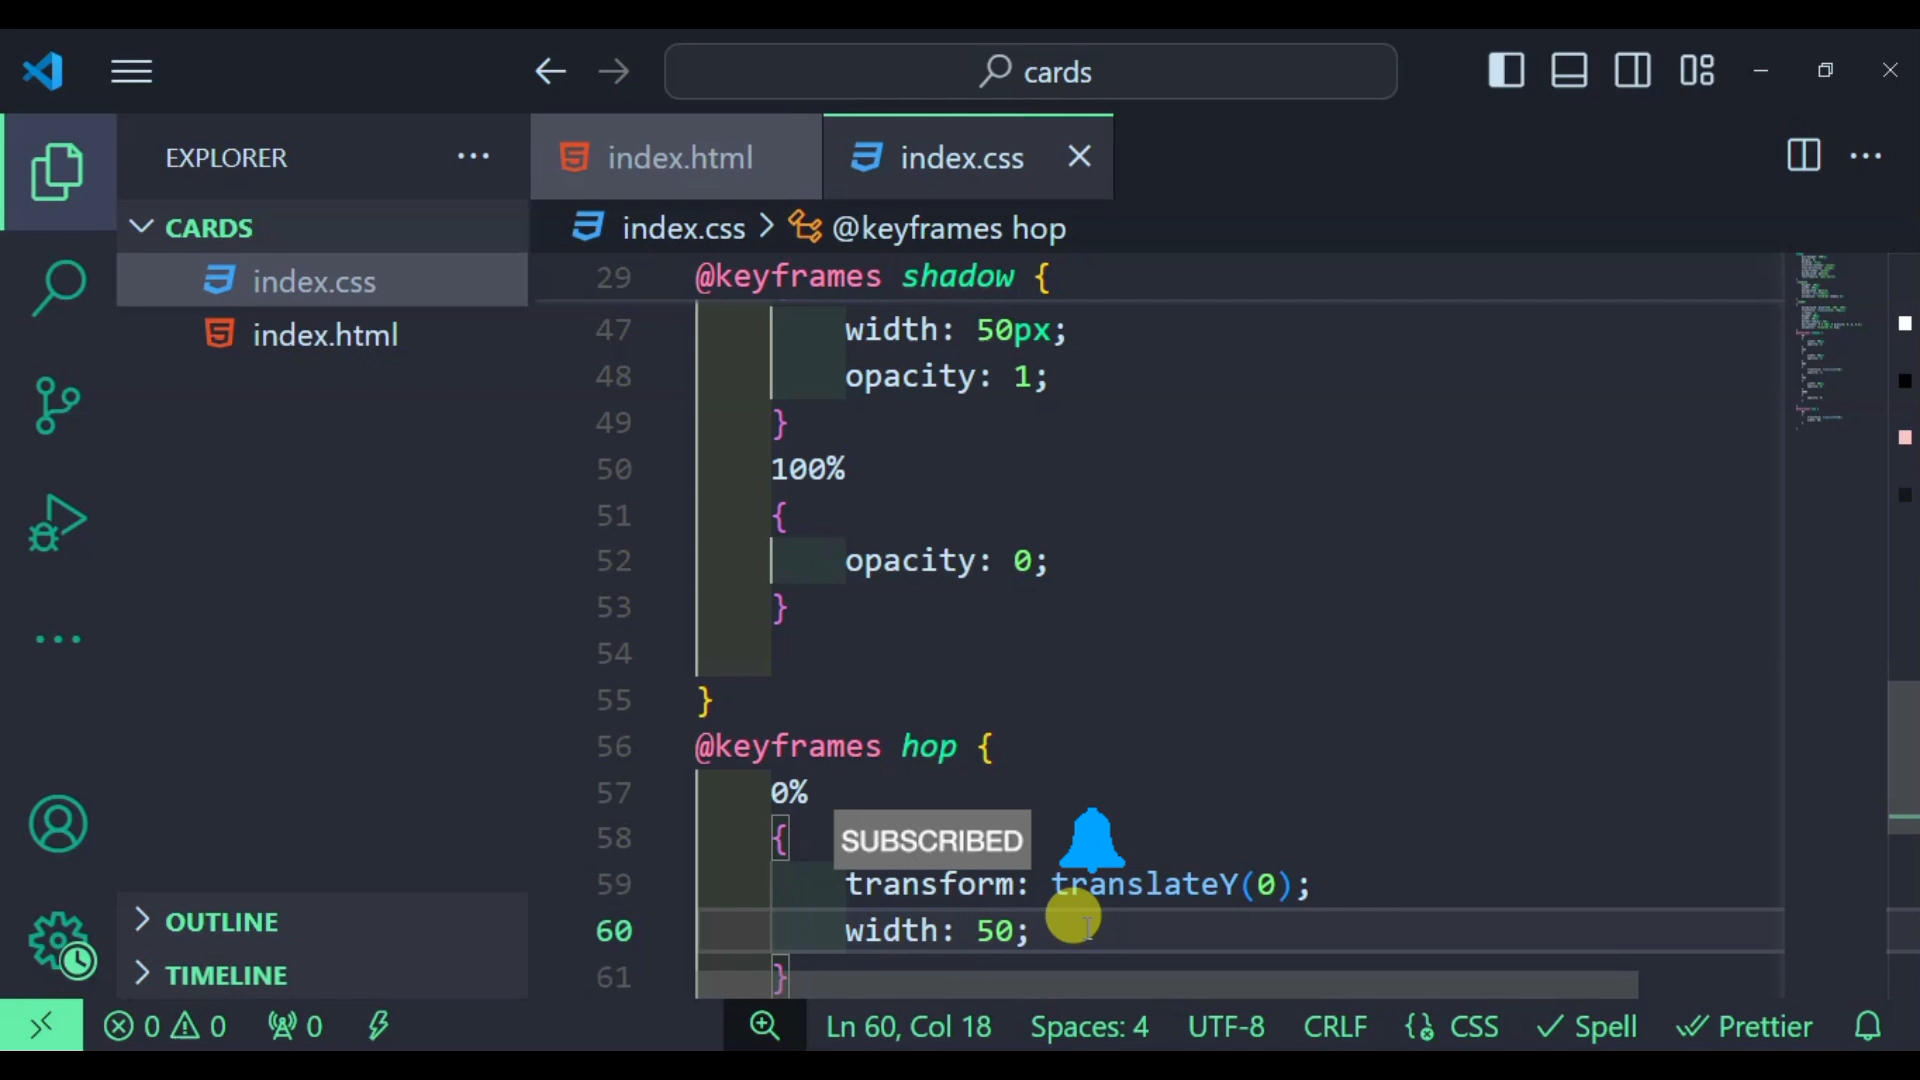 cards
EXPLORER
index.html
index.css
CARDS
index.css > @keyframes hop
index.css
index.html
29 @keyframes shadow {
47 width: 50px;
48 opacity: 1;
49 }
50 100%
51 {
52 opacity: 0;
53 }
54
55 }
56 @keyframes hop {
57 0%
58 {
SUBSCRIBED
59 transform: translateY(0);
60 width: 50;
61 }
OUTLINE
TIMELINE
0 0 0 Ln 60, Col 18 Spaces: 4 UTF-8 CRLF CSS Spell Prettier